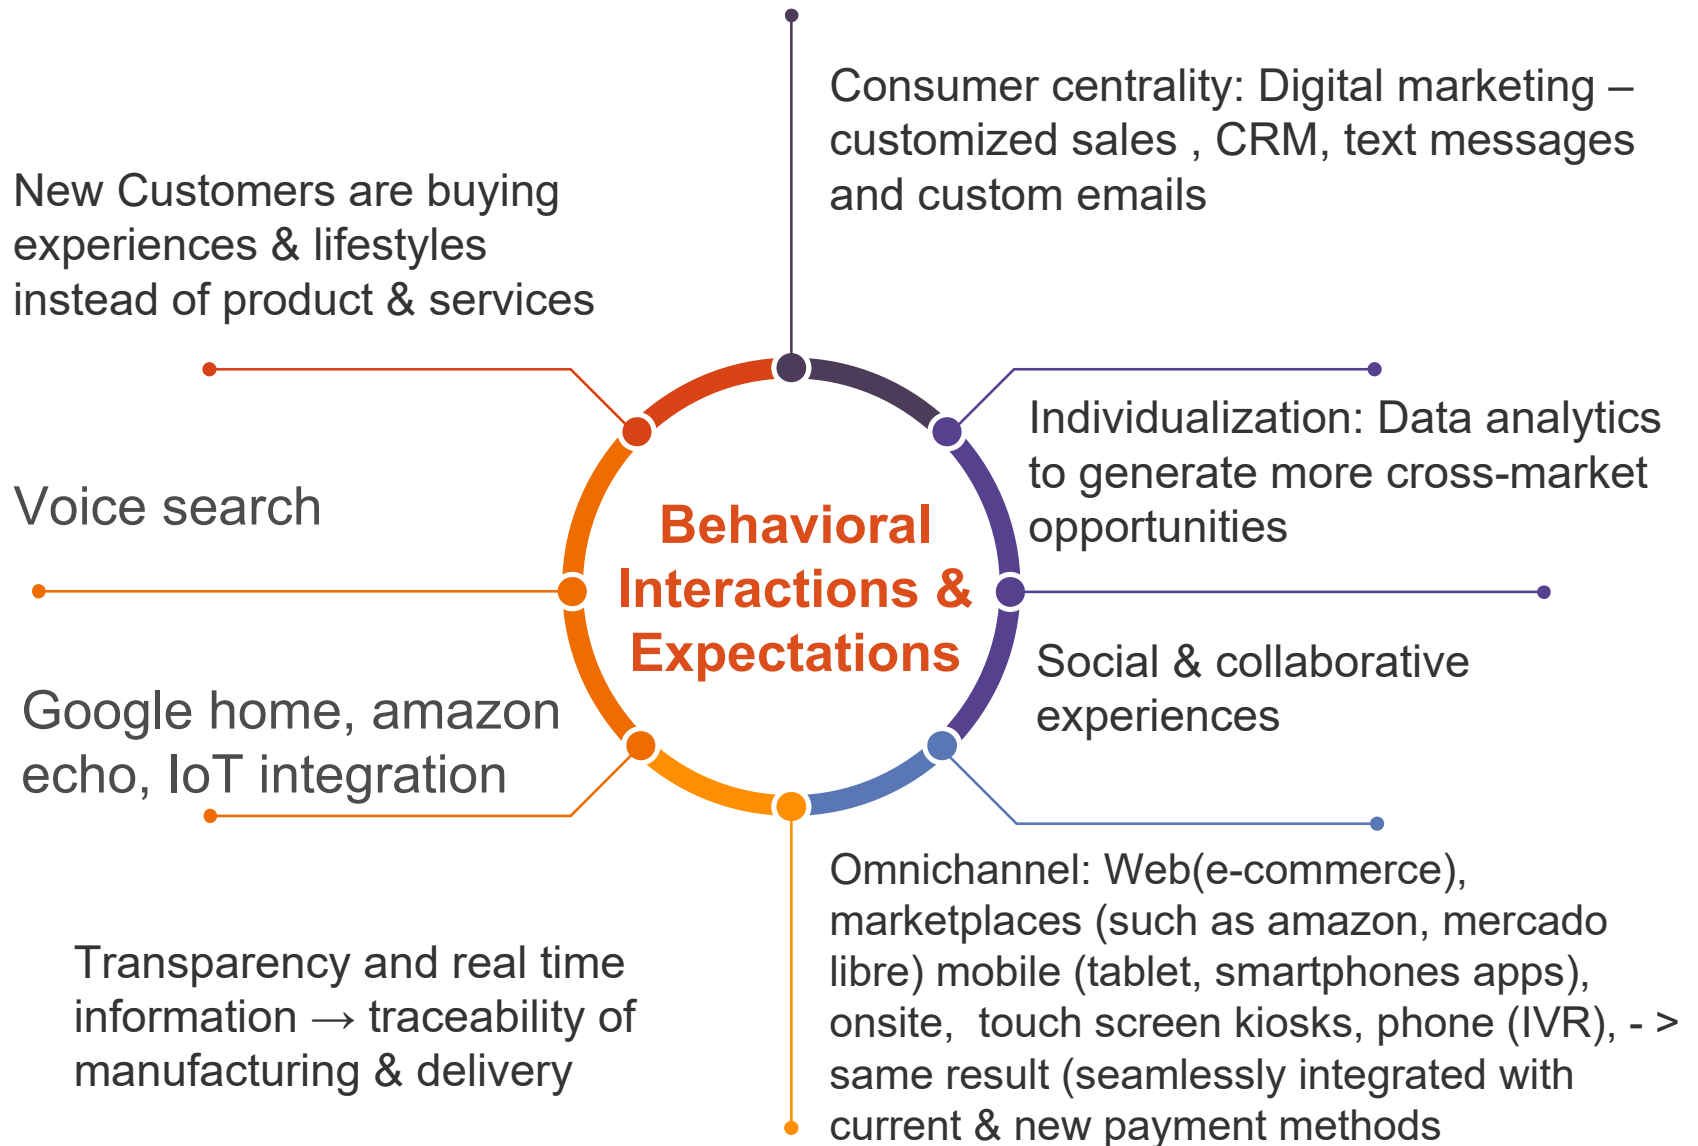 Consumer centrality: Digital marketing –
customized sales , CRM, text messages
and custom emails
New Customers are buying
experiences & lifestyles
instead of product & services
Individualization: Data analytics
to generate more cross-market
opportunities
Voice search
Behavioral
Interactions &
Expectations
Social & collaborative
experiences
Google home, amazon
echo, IoT integration
Omnichannel: Web(e-commerce),
marketplaces (such as amazon, mercado
libre) mobile (tablet, smartphones apps),
onsite,  touch screen kiosks, phone (IVR), - >
same result (seamlessly integrated with
current & new payment methods
Transparency and real time
information → traceability of
manufacturing & delivery